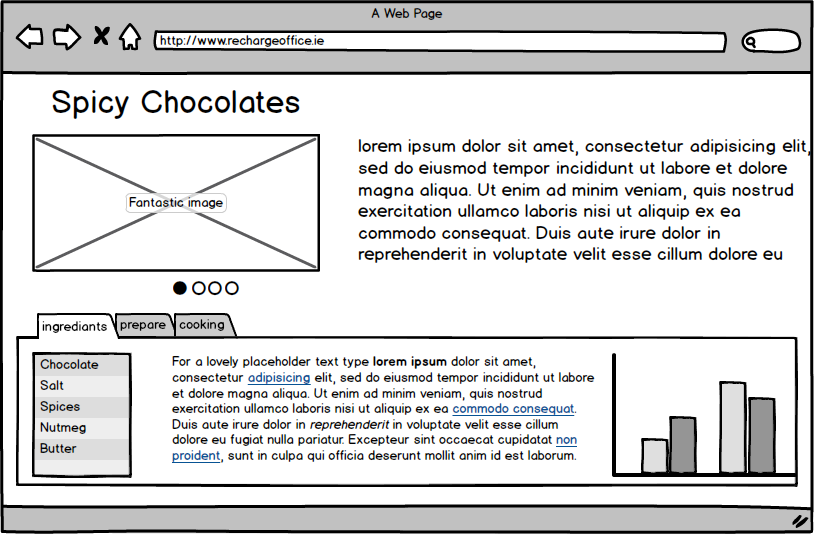 A Web Page
http://www.rechargeoffice.ie
Spicy Chocolates
Fantastic image
lorem ipsum dolor sit amet, consectetur adipisicing elit,
sed do eiusmod tempor incididunt ut labore et dolore
magna aliqua. Ut enim ad minim veniam, quis nostrud
exercitation ullamco laboris nisi ut aliquip ex ea
commodo consequat. Duis aute irure dolor in
reprehenderit in voluptate velit esse cillum dolore eu
ingrediants
prepare
cooking
Chocolate
Salt
Spices
Nutmeg
Butter
For a lovely placeholder text type lorem ipsum dolor sit amet,
consectetur adipisicing elit, sed do eiusmod tempor incididunt ut labore
et dolore magna aliqua. Ut enim ad minim veniam, quis nostrud
exercitation ullamco laboris nisi ut aliquip ex ea commodo consequat.
Duis aute irure dolor in reprehenderit in voluptate velit esse cillum
dolore eu fugiat nulla pariatur. Excepteur sint occaecat cupidatat non
proident, sunt in culpa qui officia deserunt mollit anim id est laborum.